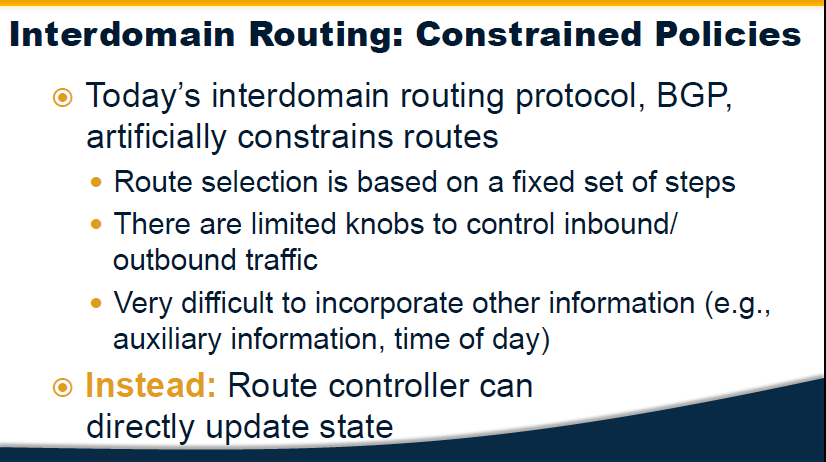 Interdomain Routing: Constrained Policies
Today’s interdomain routing protocol, BGP,
artificially constrains routes
Route selection is based on a fixed set of steps
There are limited knobs to control inbound/
outbound traffic
Very difficult to incorporate other information (e.g.,
auxiliary information, time of day)
Instead: Route controller can
directly update state